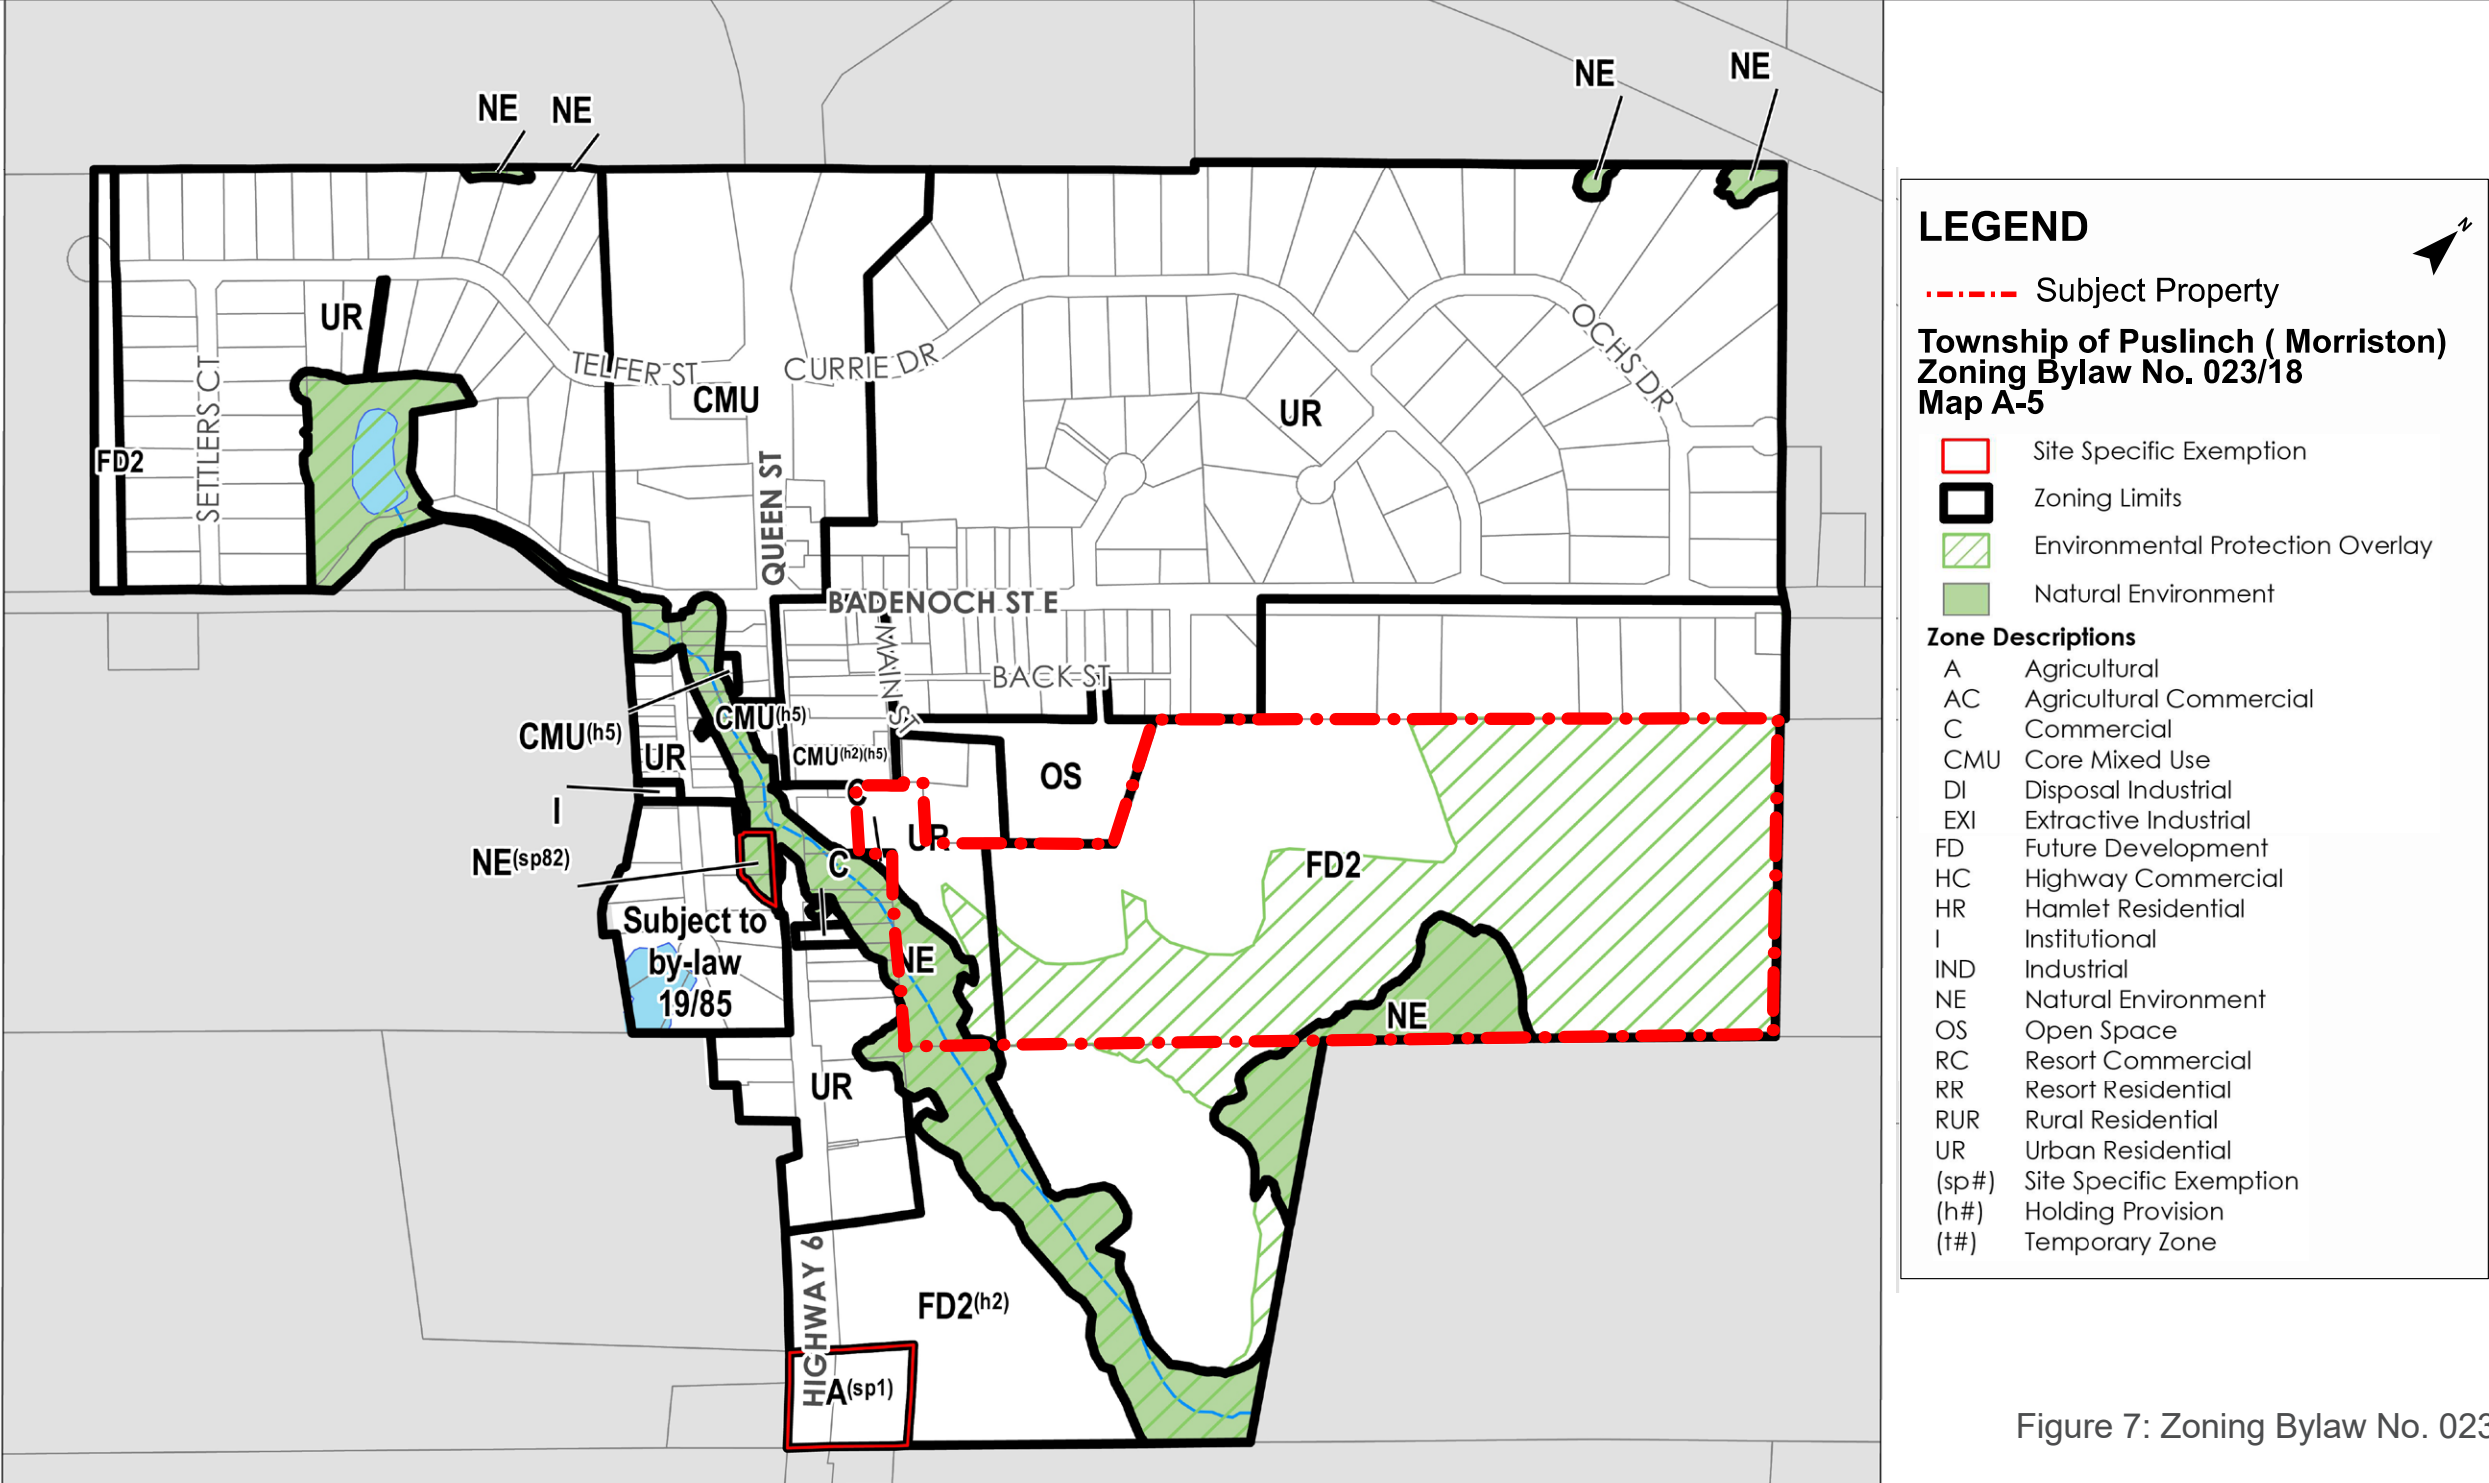 NE
NE
NE
NE
UR
TELFER ST
CURRIE DR
OCHS DR
CMU
UR
FD2
SETTLERS CT
QUEEN ST
BADENOCH ST E
MAIN ST
BACK ST
CMU(h5)
CMU(h5)
UR
CMU(h2)(h5)
OS
C
I
UR
NE(sp82)
C
FD2
Subject to
by-law
19/85
NE
NE
UR
HIGHWAY 6
FD2(h2)
A(sp1)
LEGEND
N
Subject Property
Township of Puslinch ( Morriston)
Zoning Bylaw No. 023/18
Map A-5
Site Specific Exemption
Zoning Limits
Environmental Protection Overlay
Natural Environment
Zone Descriptions
A Agricultural
AC Agricultural Commercial
C Commercial
CMU Core Mixed Use
DI Disposal Industrial
EXI Extractive Industrial
FD Future Development
HC Highway Commercial
HR Hamlet Residential
I Institutional
IND Industrial
NE Natural Environment
OS Open Space
RC Resort Commercial
RR Resort Residential
RUR Rural Residential
UR Urban Residential
(sp#) Site Specific Exemption
(h#) Holding Provision
(t#) Temporary Zone
Figure 7: Zoning Bylaw No. 023